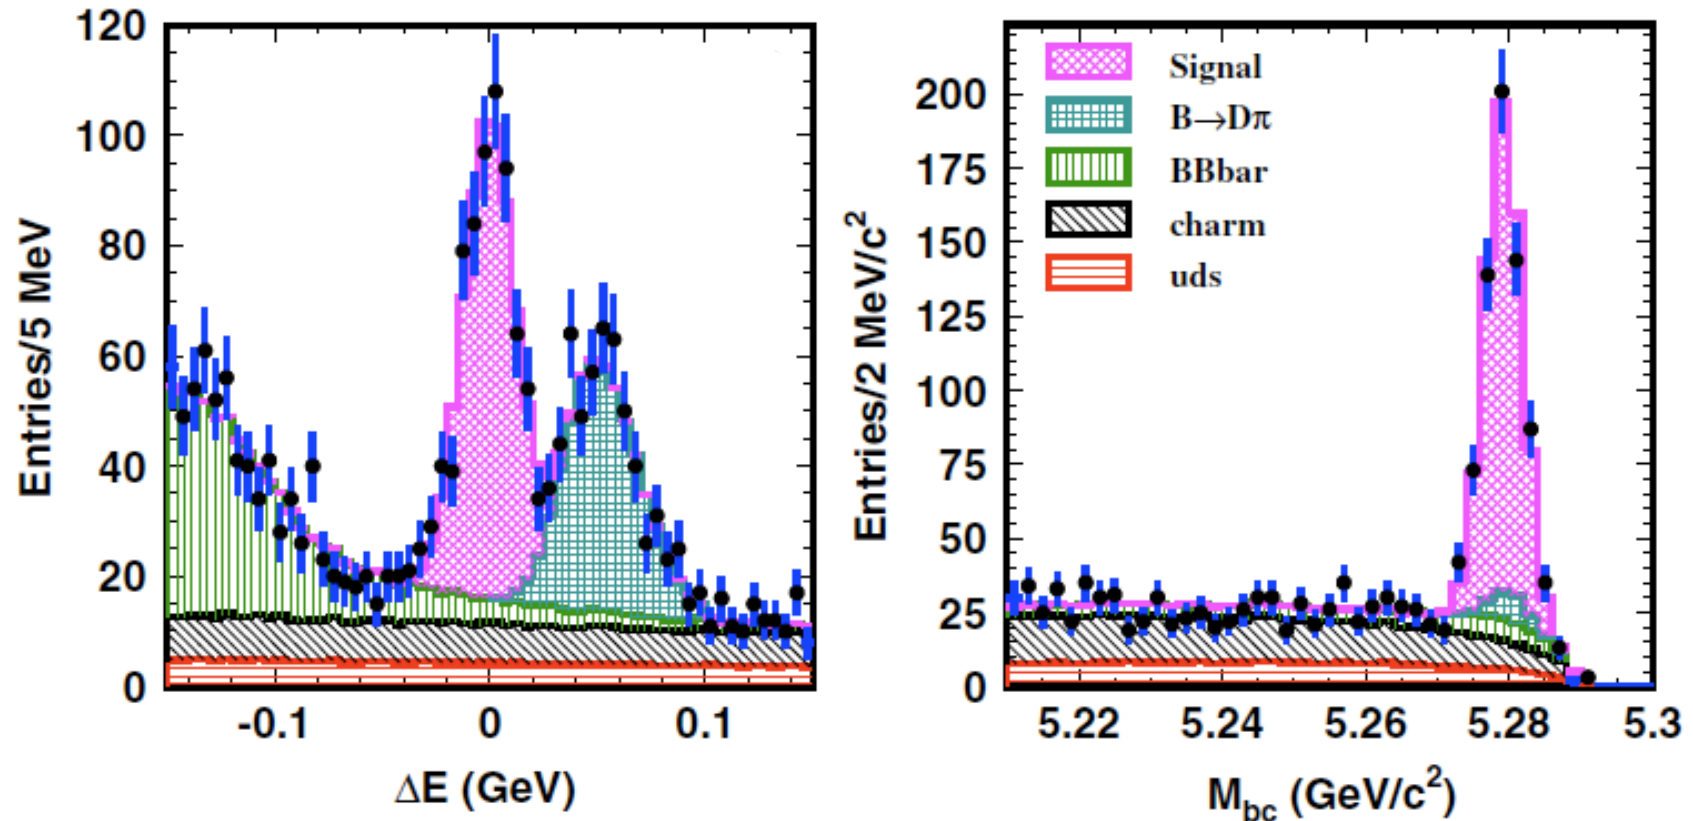 120
100
80
60
40
20
0
Entries/5 MeV
-0.1
0
0.1
ΔE (GeV)
200
175
150
125
100
75
50
25
0
Entries/2 MeV/c²
Signal
B→Dπ
BBbar
charm
uds
5.22
5.24
5.26
5.28
5.3
M_bc (GeV/c²)